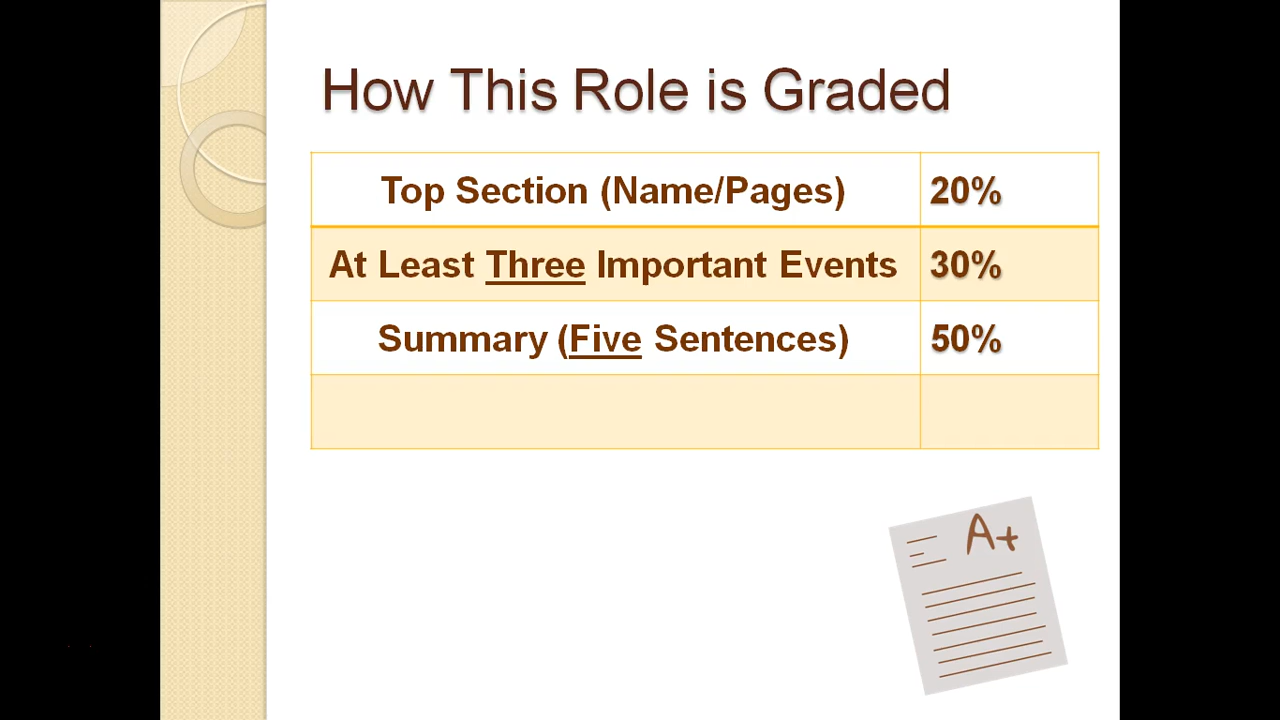 How This Role is Graded
Top Section (Name/Pages) 20%
At Least Three Important Events 30%
Summary (Five Sentences) 50%
A+